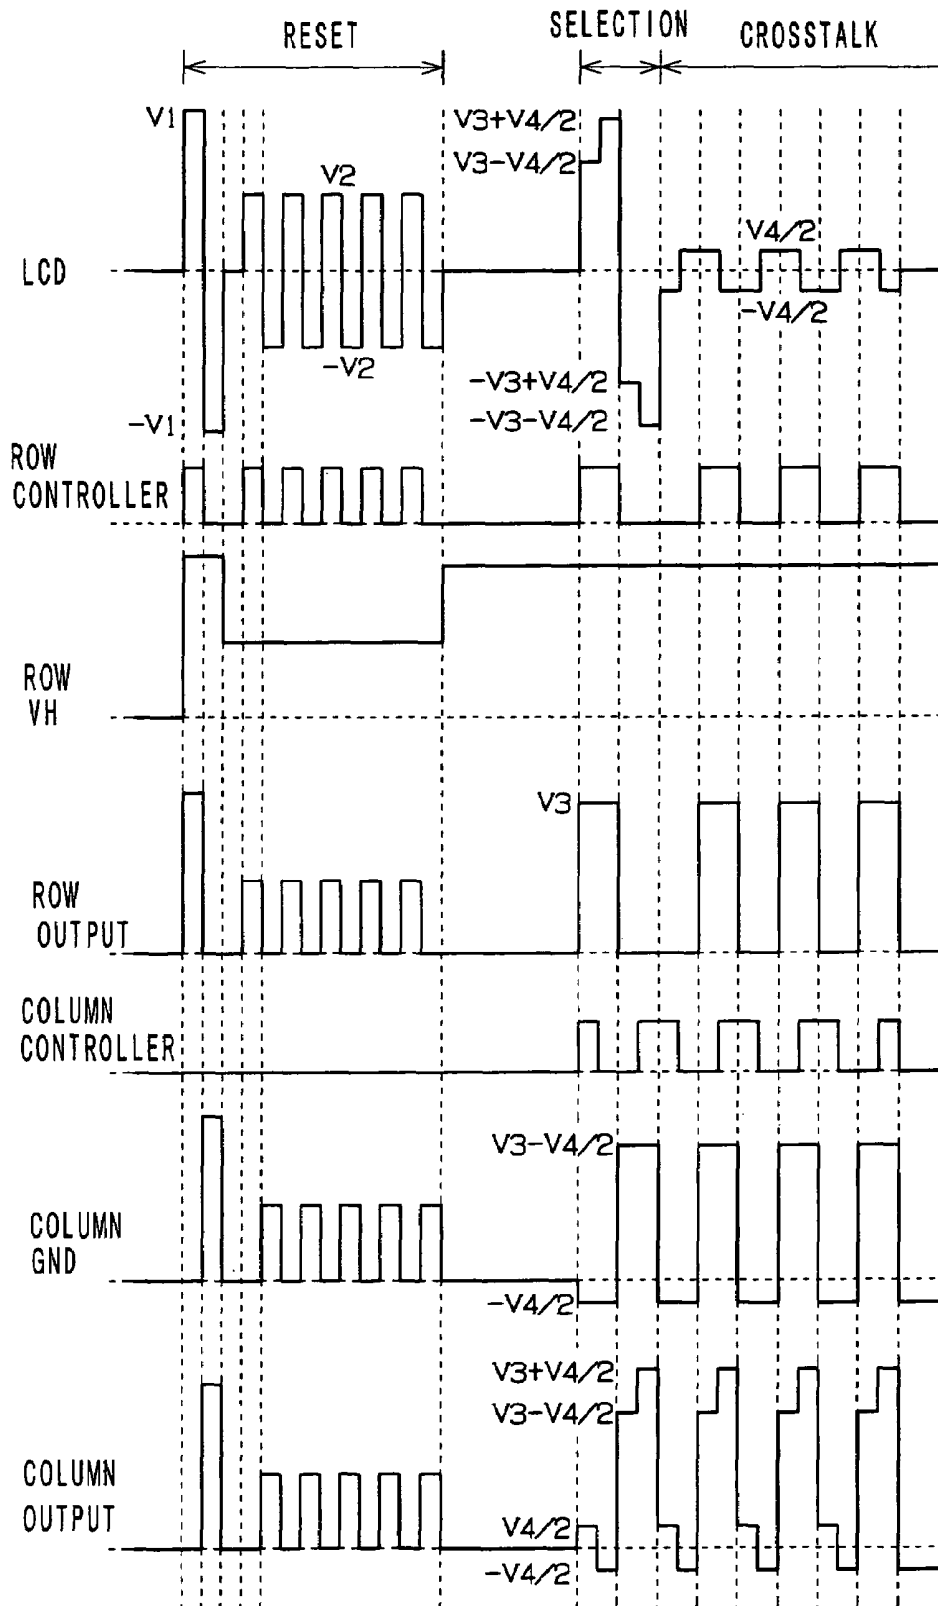 RESET
SELECTION
CROSSTALK
V1
V3+V4/2
V3-V4/2
V2
V4/2
LCD
-V4/2
-V2
-V3+V4/2
-V1
-V3-V4/2
ROW
CONTROLLER
ROW
VH
V3
ROW
OUTPUT
COLUMN
CONTROLLER
V3-V4/2
COLUMN
GND
-V4/2
V3+V4/2
V3-V4/2
COLUMN
OUTPUT
V4/2
-V4/2